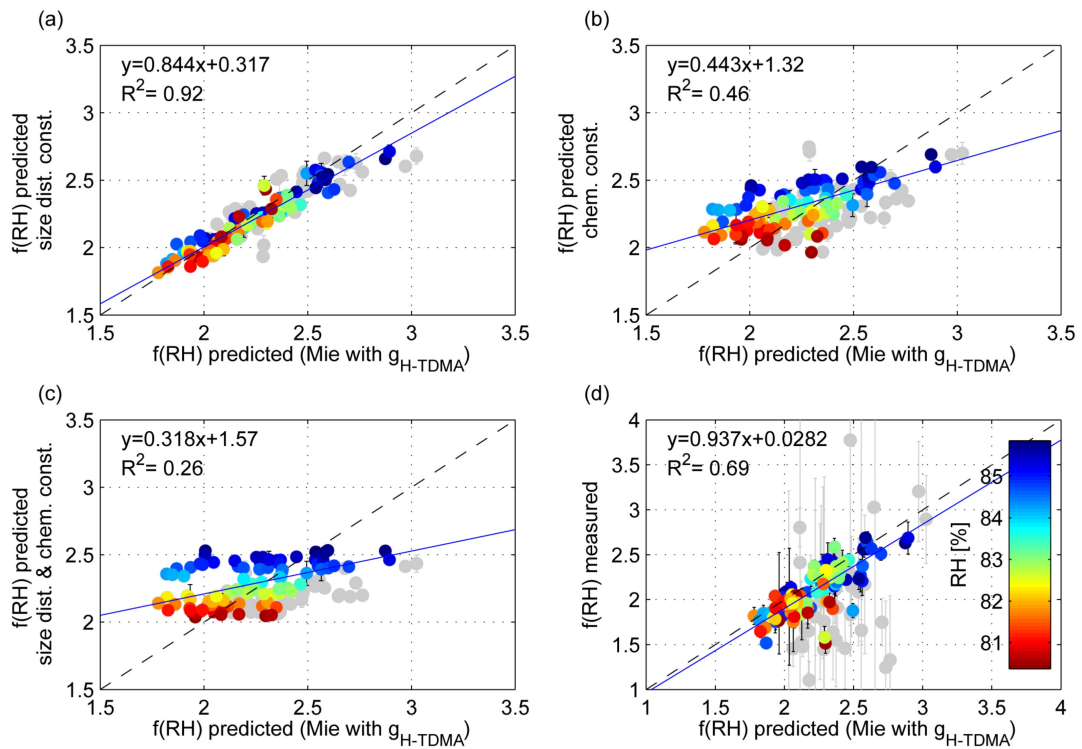 (a)
3.5
3
2.5
2
1.5
1.5
2
2.5
3
3.5
y=0.844x+0.317
R²= 0.92
f(RH) predicted
size dist. const.
f(RH) predicted (Mie with g_H-TDMA)
(b)
3.5
3
2.5
2
1.5
1.5
2
2.5
3
3.5
y=0.443x+1.32
R²= 0.46
f(RH) predicted
chem. const.
f(RH) predicted (Mie with g_H-TDMA)
(c)
3.5
3
2.5
2
1.5
1.5
2
2.5
3
3.5
y=0.318x+1.57
R²= 0.26
f(RH) predicted
size dist. & chem. const.
f(RH) predicted (Mie with g_H-TDMA)
(d)
4
3.5
3
2.5
2
1.5
1
1
1.5
2
2.5
3
3.5
4
y=0.937x+0.0282
R²= 0.69
f(RH) measured
f(RH) predicted (Mie with g_H-TDMA)
RH [%]
85
84
83
82
81